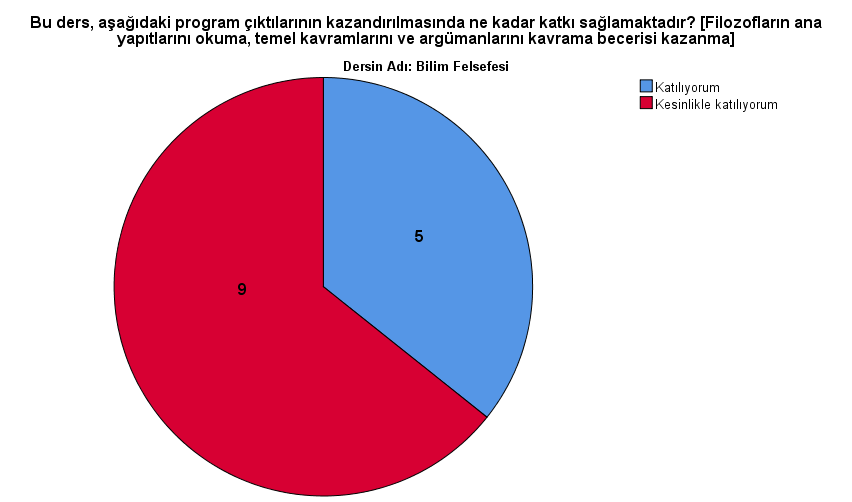 Bu ders, aşağıdaki program çıktılarının kazandırılmasında ne kadar katkı sağlamaktadır? [Filozofların ana
yapıtlarını okuma, temel kavramlarını ve argümanlarını kavrama becerisi kazanma]
Dersin Adı: Bilim Felsefesi
Katılıyorum
Kesinlikle katılıyorum
5
9